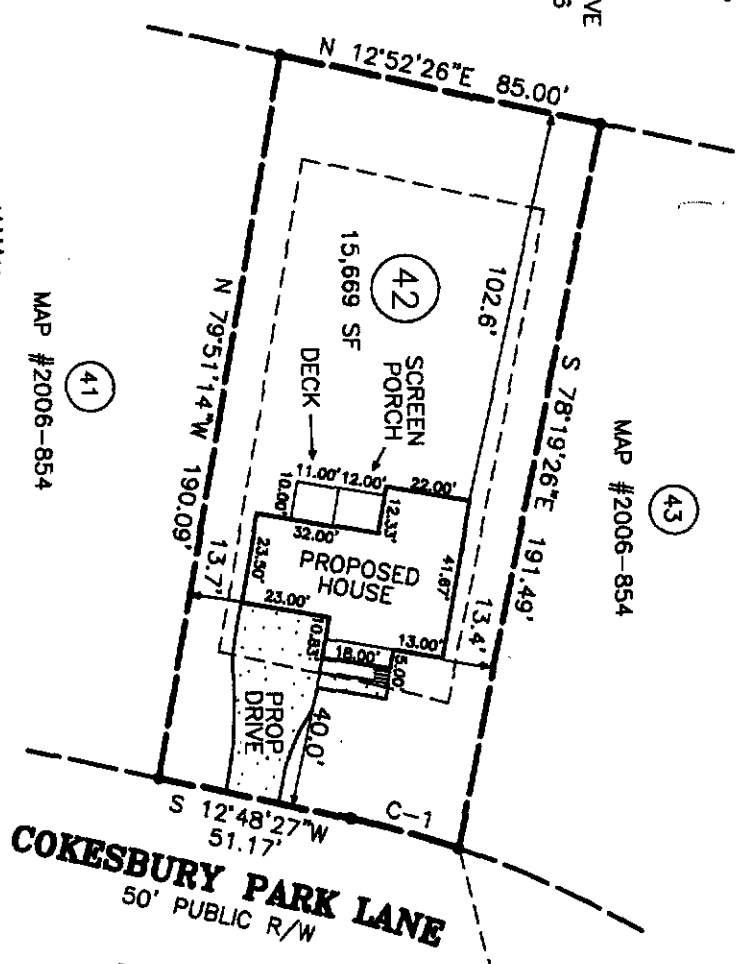 VE
6
N 12°52'26"E 85.00'
S 78°19'26"E 191.49'
43
MAP #2006-854
102.6'
42
15,669 SF
SCREEN
PORCH
DECK
11.00'
12.00'
22.00'
10.00'
12.33'
32.00'
41.67'
PROPOSED
HOUSE
23.50'
23.00'
13.7'
13.4'
13.00'
10.83'
18.00'
5.00'
40.0'
PROP
DRIVE
N 79°51'14"W 190.09'
41
MAP #2006-854
S 12°48'27"W
51.17'
C-1
COKESBURY PARK LANE
50' PUBLIC R/W